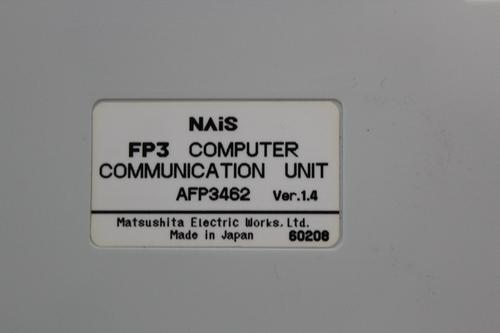 NAiS
FP3 COMPUTER
COMMUNICATION UNIT
AFP3462 Ver.1.4
Matsushita Electric Works, Ltd.
Made in Japan 60208